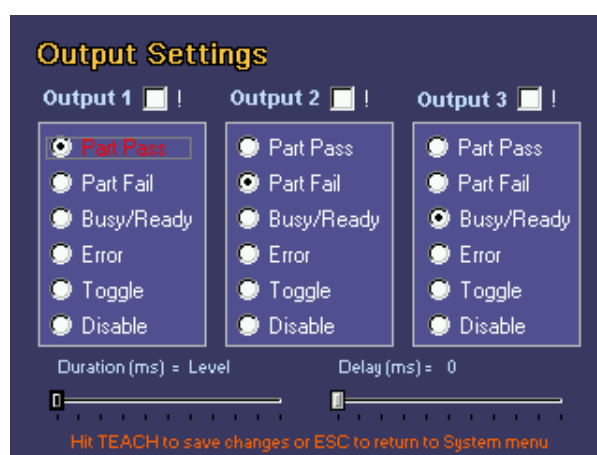 Output Settings
Output 1 ! Output 2 ! Output 3 !
Part Pass Part Pass Part Pass
Part Fail Part Fail Part Fail
Busy/Ready Busy/Ready Busy/Ready
Error Error Error
Toggle Toggle Toggle
Disable Disable Disable
Duration (ms) = Level Delay (ms) = 0
Hit TEACH to save changes or ESC to return to System menu